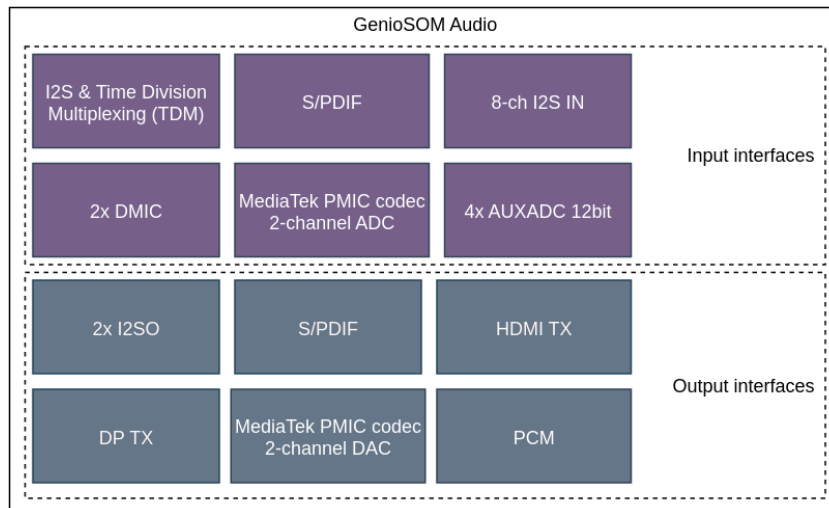 GenioSOM Audio
I2S & Time Division
Multiplexing (TDM)
S/PDIF
8-ch I2S IN
Input interfaces
2x DMIC
MediaTek PMIC codec
2-channel ADC
4x AUXADC 12bit
2x I2SO
S/PDIF
HDMI TX
Output interfaces
DP TX
MediaTek PMIC codec
2-channel DAC
PCM